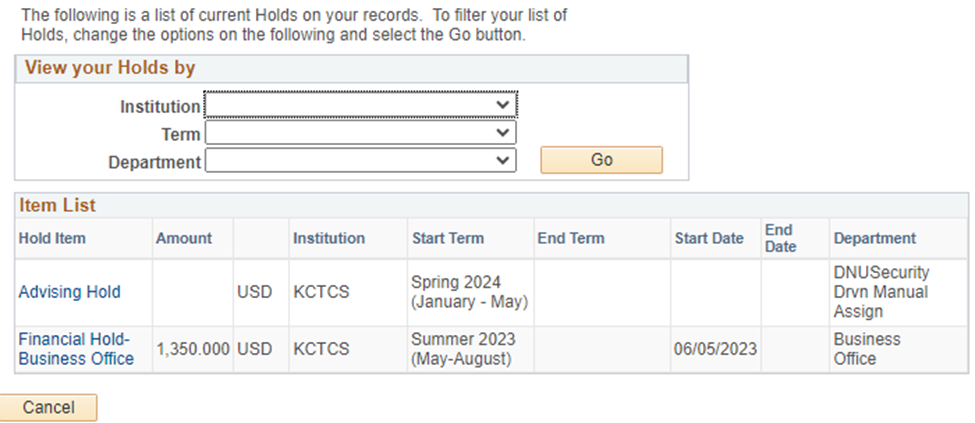 The following is a list of current Holds on your records.  To filter your list of
Holds, change the options on the following and select the Go button.
View your Holds by
Institution
Term
Department
Go
Item List
Hold Item Amount Institution Start Term End Term Start Date End Date Department
Advising Hold USD KCTCS Spring 2024 (January - May) DNUSecurity Drvn Manual Assign
Financial Hold-Business Office 1,350.000 USD KCTCS Summer 2023 (May-August) 06/05/2023 Business Office
Cancel